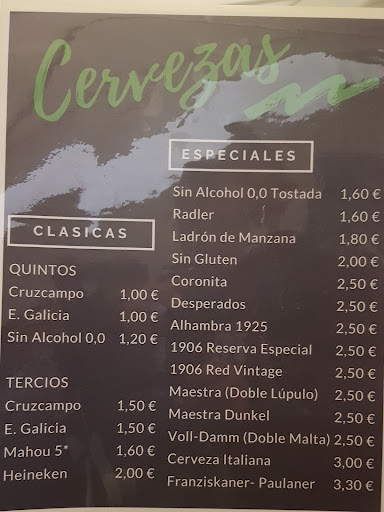 Cervezas
CLASICAS
QUINTOS
Cruzcampo 1,00 €
E. Galicia 1,00 €
Sin Alcohol 0,0 1,20 €
TERCIOS
Cruzcampo 1,50 €
E. Galicia 1,50 €
Mahou 5* 1,60 €
Heineken 2,00 €
ESPECIALES
Sin Alcohol 0,0 Tostada 1,60 €
Radler 1,60 €
Ladrón de Manzana 1,80 €
Sin Gluten 2,00 €
Coronita 2,50 €
Desperados 2,50 €
Alhambra 1925 2,50 €
1906 Reserva Especial 2,50 €
1906 Red Vintage 2,50 €
Maestra (Doble Lúpulo) 2,50 €
Maestra Dunkel 2,50 €
Voll-Damm (Doble Malta) 2,50 €
Cerveza Italiana 3,00 €
Franziskaner- Paulaner 3,30 €